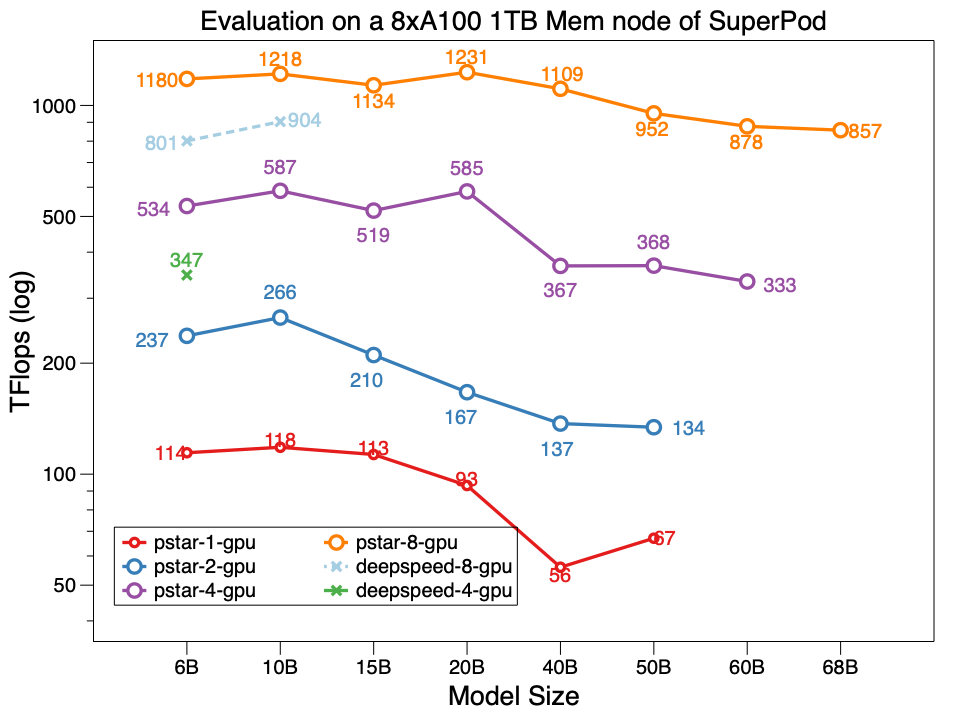 Evaluation on a 8xA100 1TB Mem node of SuperPod
TFlops (log)
1000
500
200
100
50
1180 1218 1134 1231 1109 952 878 857
801 904
534 587 519 585 367 368 333
347
237 266 210 167 137 134
114 118 113 93 56 67
pstar-1-gpu pstar-8-gpu
pstar-2-gpu deepspeed-8-gpu
pstar-4-gpu deepspeed-4-gpu
6B 10B 15B 20B 40B 50B 60B 68B
Model Size